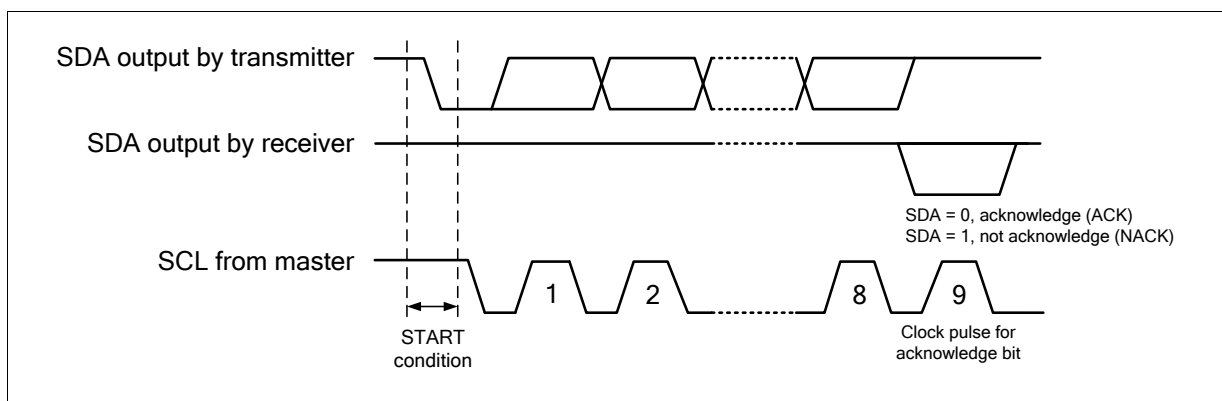 SDA output by transmitter
SDA output by receiver
SDA = 0, acknowledge (ACK)
SDA = 1, not acknowledge (NACK)
SCL from master
1
2
8
9
START
condition
Clock pulse for
acknowledge bit